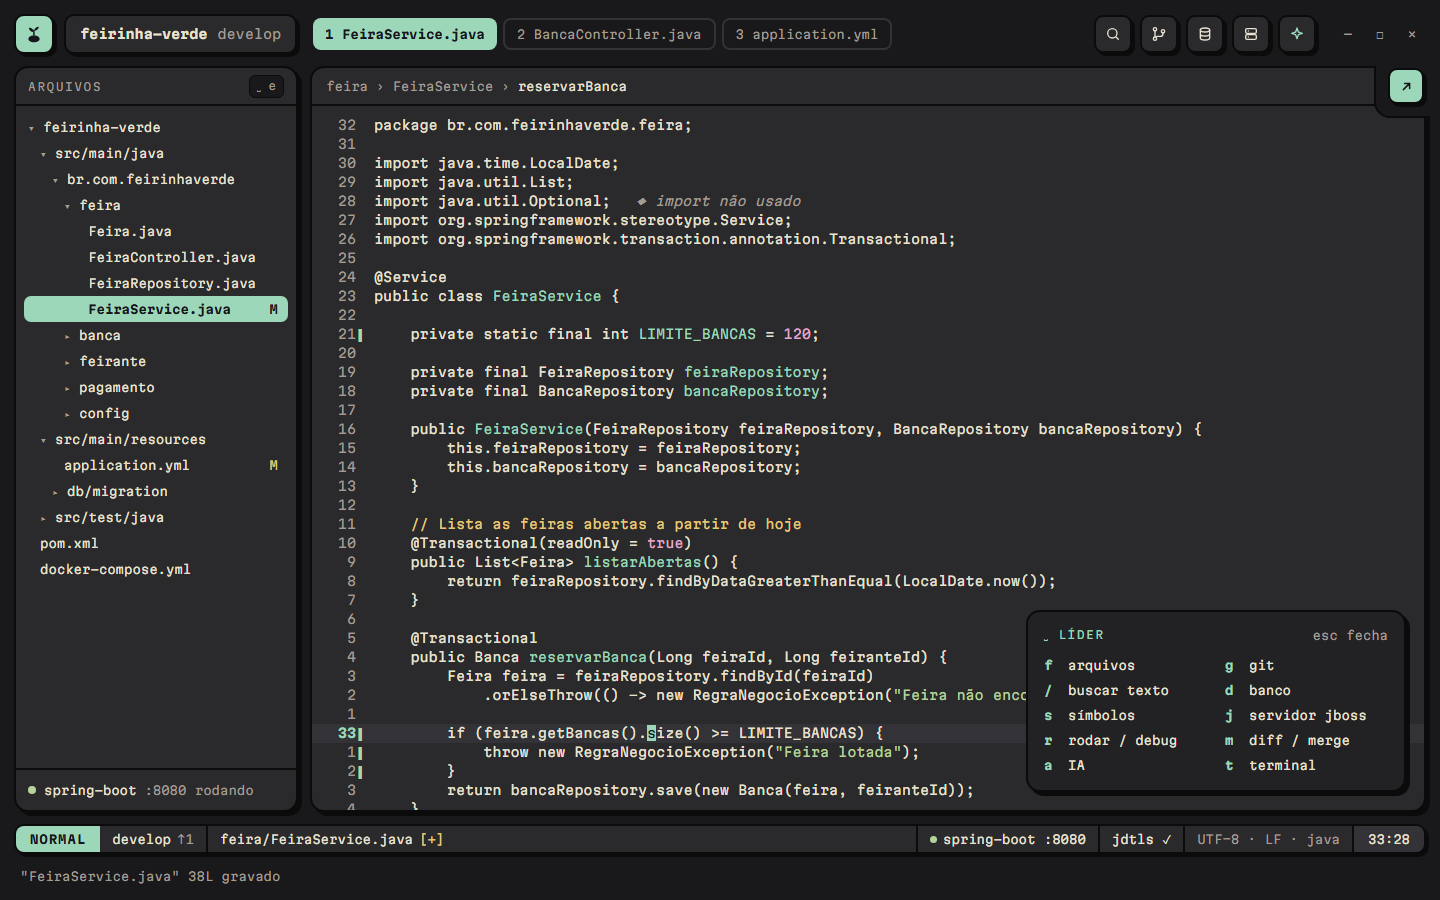 feirinha-verde develop
1 FeiraService.java
2 BancaController.java
3 application.yml
ARQUIVOS
e
▾ feirinha-verde
▾ src/main/java
▾ br.com.feirinhaverde
▾ feira
Feira.java
FeiraController.java
FeiraRepository.java
FeiraService.java M
▸ banca
▸ feirante
▸ pagamento
▸ config
▾ src/main/resources
application.yml M
▸ db/migration
▸ src/test/java
pom.xml
docker-compose.yml
● spring-boot :8080 rodando
feira › FeiraService › reservarBanca
32 package br.com.feirinhaverde.feira;
31
30 import java.time.LocalDate;
29 import java.util.List;
28 import java.util.Optional; ◆ import não usado
27 import org.springframework.stereotype.Service;
26 import org.springframework.transaction.annotation.Transactional;
25
24 @Service
23 public class FeiraService {
22
21 private static final int LIMITE_BANCAS = 120;
20
19 private final FeiraRepository feiraRepository;
18 private final BancaRepository bancaRepository;
17
16 public FeiraService(FeiraRepository feiraRepository, BancaRepository bancaRepository) {
15 this.feiraRepository = feiraRepository;
14 this.bancaRepository = bancaRepository;
13 }
12
11 // Lista as feiras abertas a partir de hoje
10 @Transactional(readOnly = true)
9 public List<Feira> listarAbertas() {
8 return feiraRepository.findByDataGreaterThanEqual(LocalDate.now());
7 }
6
5 @Transactional
4 public Banca reservarBanca(Long feiraId, Long feiranteId) {
3 Feira feira = feiraRepository.findById(feiraId)
2 .orElseThrow(() -> new RegraNegocioException("Feira não enco
1
33 if (feira.getBancas().size() >= LIMITE_BANCAS) {
1 throw new RegraNegocioException("Feira lotada");
2 }
3 return bancaRepository.save(new Banca(feira, feiranteId));
4 }
LÍDER esc fecha
f arquivos
/ buscar texto
s símbolos
r rodar / debug
a IA
g git
d banco
j servidor jboss
m diff / merge
t terminal
NORMAL develop ↑1 feira/FeiraService.java [+] ● spring-boot :8080 jdtls ✓ UTF-8 · LF · java 33:28
"FeiraService.java" 38L gravado